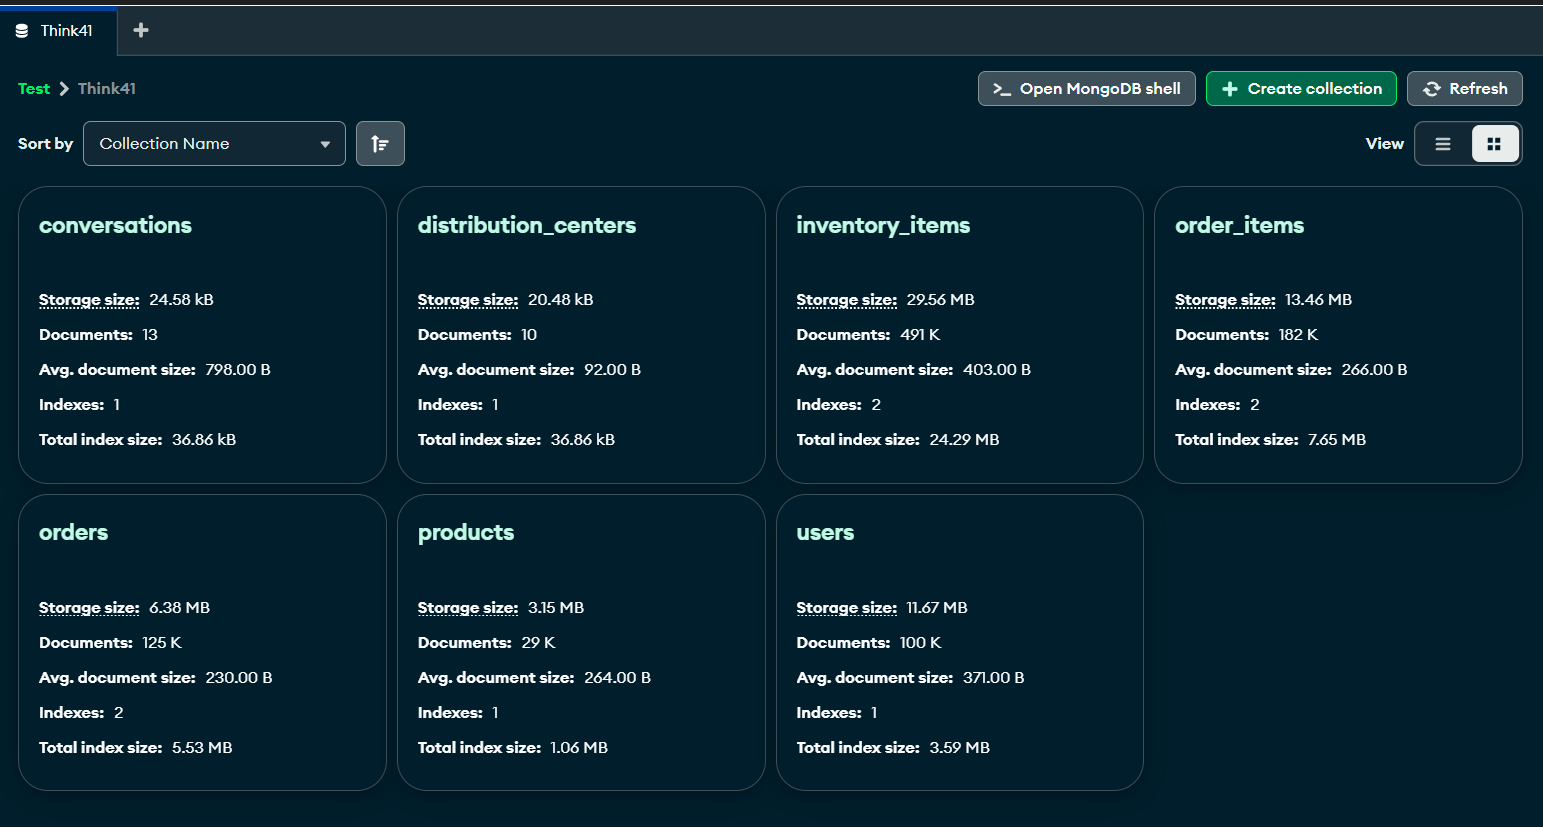 Think41
Test Think41
Open MongoDB shell
Create collection
Refresh
Sort by Collection Name
View
conversations
Storage size: 24.58 kB
Documents: 13
Avg. document size: 798.00 B
Indexes: 1
Total index size: 36.86 kB
distribution_centers
Storage size: 20.48 kB
Documents: 10
Avg. document size: 92.00 B
Indexes: 1
Total index size: 36.86 kB
inventory_items
Storage size: 29.56 MB
Documents: 491 K
Avg. document size: 403.00 B
Indexes: 2
Total index size: 24.29 MB
order_items
Storage size: 13.46 MB
Documents: 182 K
Avg. document size: 266.00 B
Indexes: 2
Total index size: 7.65 MB
orders
Storage size: 6.38 MB
Documents: 125 K
Avg. document size: 230.00 B
Indexes: 2
Total index size: 5.53 MB
products
Storage size: 3.15 MB
Documents: 29 K
Avg. document size: 264.00 B
Indexes: 1
Total index size: 1.06 MB
users
Storage size: 11.67 MB
Documents: 100 K
Avg. document size: 371.00 B
Indexes: 1
Total index size: 3.59 MB